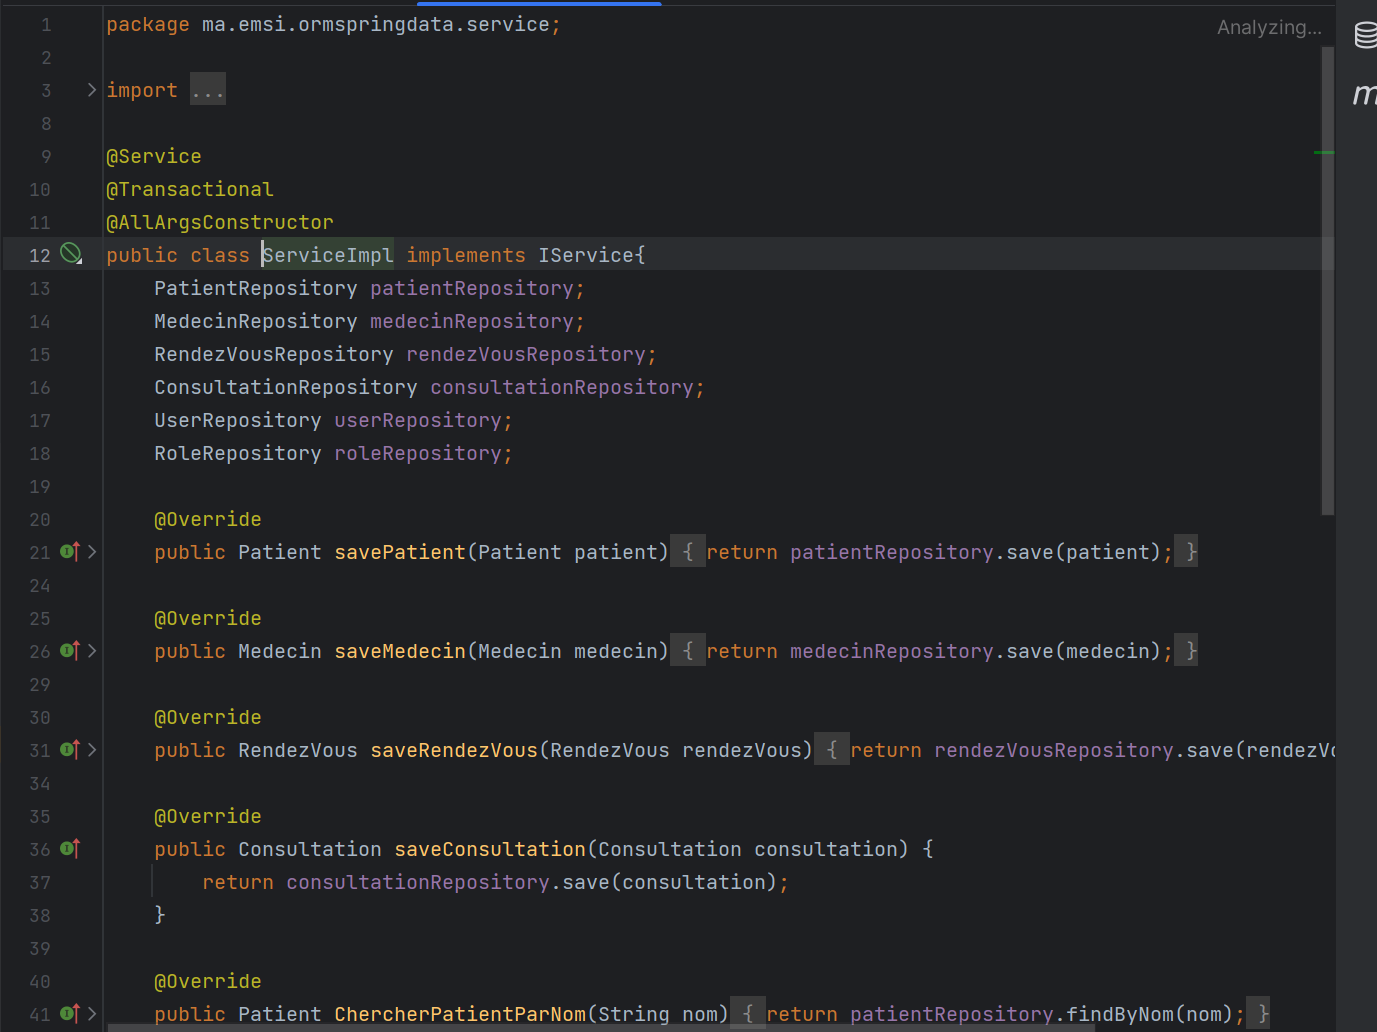 1 package ma.emsi.ormspringdata.service;
Analyzing...
2
3 import ...
8
9 @Service
10 @Transactional
11 @AllArgsConstructor
12 public class ServiceImpl implements IService{
13 PatientRepository patientRepository;
14 MedecinRepository medecinRepository;
15 RendezVousRepository rendezVousRepository;
16 ConsultationRepository consultationRepository;
17 UserRepository userRepository;
18 RoleRepository roleRepository;
19
20 @Override
21 public Patient savePatient(Patient patient) { return patientRepository.save(patient); }
24
25 @Override
26 public Medecin saveMedecin(Medecin medecin) { return medecinRepository.save(medecin); }
29
30 @Override
31 public RendezVous saveRendezVous(RendezVous rendezVous) { return rendezVousRepository.save(rendezVo
34
35 @Override
36 public Consultation saveConsultation(Consultation consultation) {
37 return consultationRepository.save(consultation);
38 }
39
40 @Override
41 public Patient ChercherPatientParNom(String nom) { return patientRepository.findByNom(nom); }